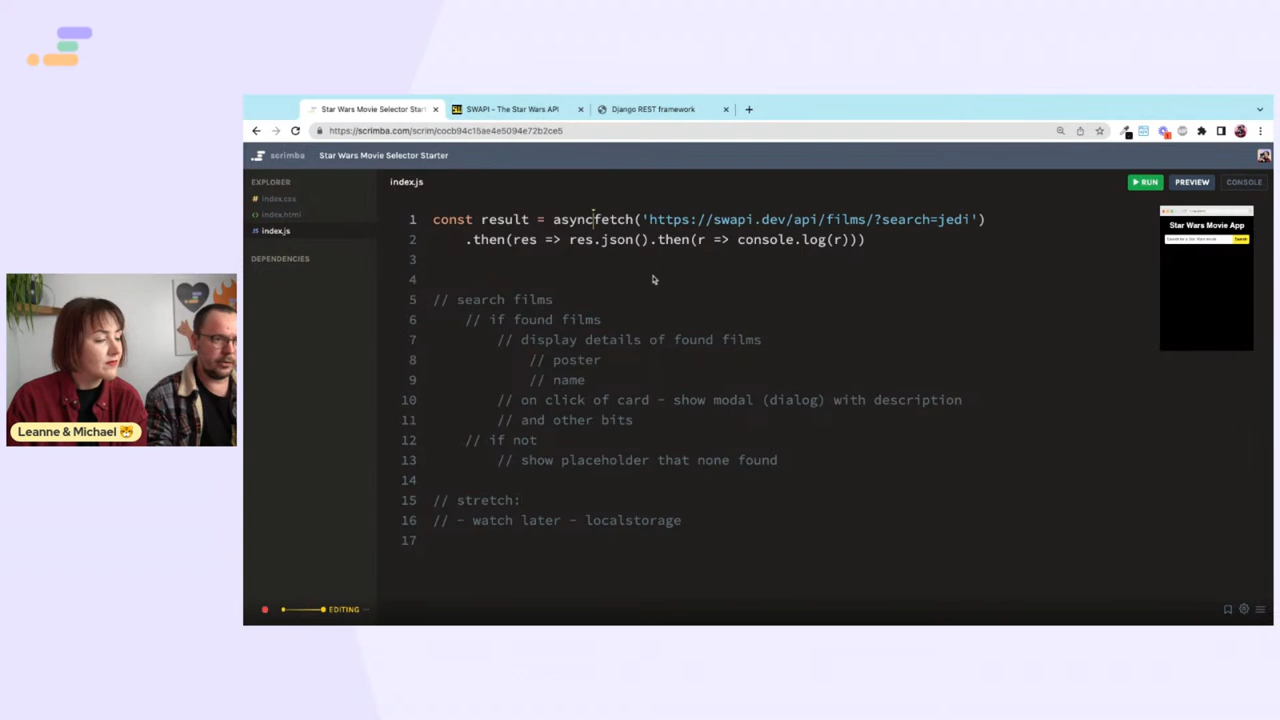 Star Wars Movie Selector Start
SWAPI - The Star Wars API
Django REST framework
https://scrimba.com/scrim/cocb94c15ae4e5094e72b2ce5
scrimba
Star Wars Movie Selector Starter
EXPLORER
index.css
index.html
index.js
DEPENDENCIES
index.js
RUN
PREVIEW
CONSOLE
1 const result = asyncfetch('https://swapi.dev/api/films/?search=jedi')
2 .then(res => res.json().then(r => console.log(r)))
3
4
5 // search films
6 // if found films
7 // display details of found films
8 // poster
9 // name
10 // on click of card - show modal (dialog) with description
11 // and other bits
12 // if not
13 // show placeholder that none found
14
15 // stretch:
16 // - watch later - localstorage
17
Star Wars Movie App
Search
Leanne & Michael
EDITING